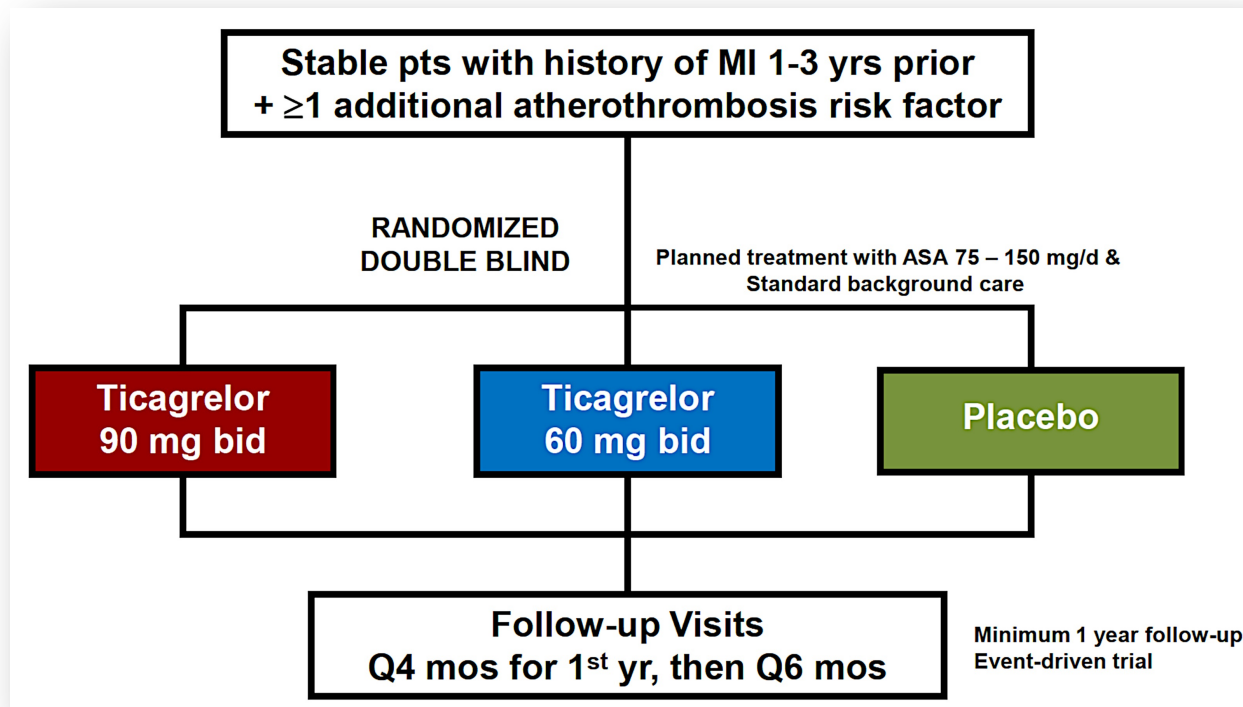 Stable pts with history of MI 1-3 yrs prior
+ ≥1 additional atherothrombosis risk factor
RANDOMIZED
DOUBLE BLIND
Planned treatment with ASA 75 – 150 mg/d &
Standard background care
Ticagrelor
90 mg bid
Ticagrelor
60 mg bid
Placebo
Follow-up Visits
Q4 mos for 1st yr, then Q6 mos
Minimum 1 year follow-up
Event-driven trial